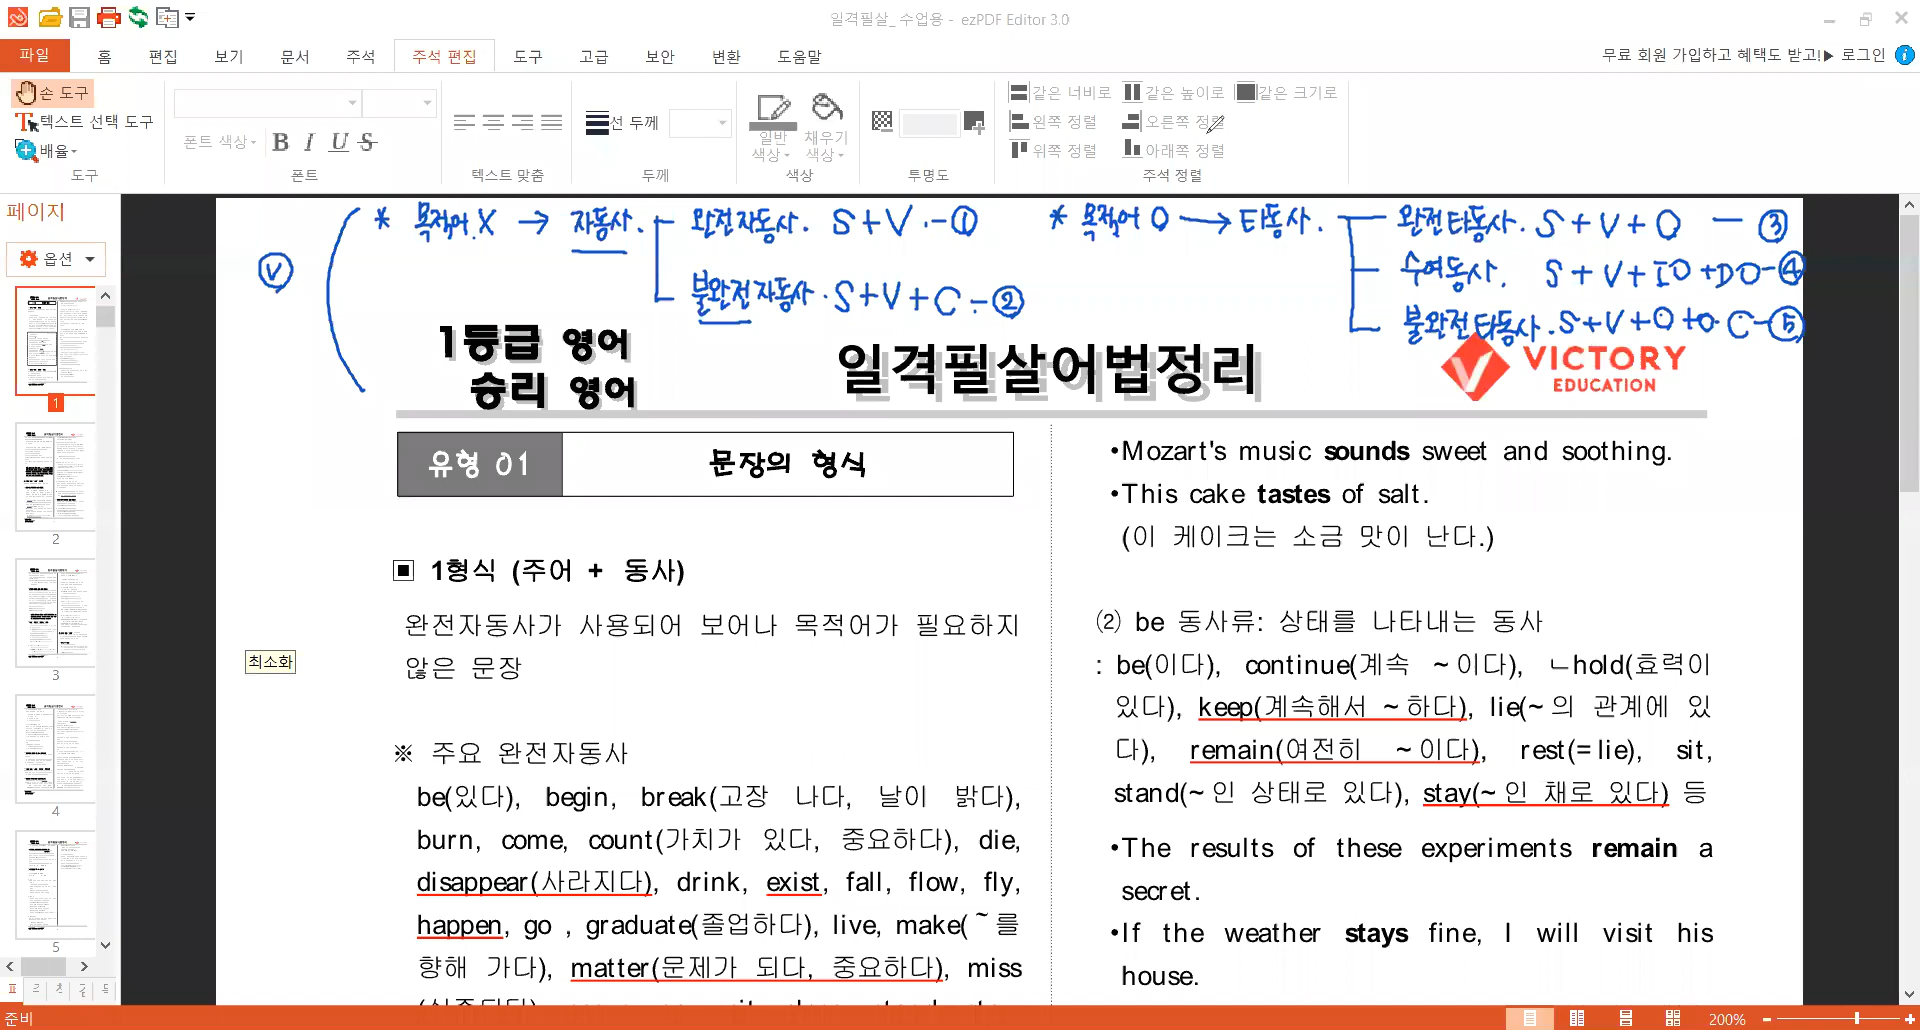 일격필살_ 수업용 - ezPDF Editor 3.0
파일 홈 편집 보기 문서 주석 주석 편집 도구 고급 보안 변환 도움말
무료 회원 가입하고 혜택도 받고!▶ 로그인
손 도구
텍스트 선택 도구
배율
도구
폰트 색상
B I U S
폰트
텍스트 맞춤
선 두께
두께
일반 색상
채우기 색상
색상
투명도
같은 너비로 같은 높이로 같은 크기로
왼쪽 정렬 오른쪽 정렬
위쪽 정렬 아래쪽 정렬
주석 정렬
페이지
옵션
1
2
3
4
5
Ⓥ
* 목적어 X → 자동사. 완전자동사. S+V.-①
불완전자동사. S+V+C.-②
* 목적어 O → 타동사. 완전타동사. S+V+O - ③
수여동사. S+V+IO+DO-④
불완전타동사. S+V+O+O.C-⑤
1등급 영어
승리 영어
일격필살어법정리
VICTORY
EDUCATION
유형 01 문장의 형식
▣ 1형식 (주어 + 동사)
완전자동사가 사용되어 보어나 목적어가 필요하지
않은 문장
최소화
※ 주요 완전자동사
be(있다), begin, break(고장 나다, 날이 밝다),
burn, come, count(가치가 있다, 중요하다), die,
disappear(사라지다), drink, exist, fall, flow, fly,
happen, go , graduate(졸업하다), live, make(~를
향해 가다), matter(문제가 되다, 중요하다), miss
•Mozart's music sounds sweet and soothing.
•This cake tastes of salt.
(이 케이크는 소금 맛이 난다.)
⑵ be 동사류: 상태를 나타내는 동사
: be(이다), continue(계속 ~이다), ㄴhold(효력이
있다), keep(계속해서 ~하다), lie(~의 관계에 있
다), remain(여전히 ~이다), rest(=lie), sit,
stand(~인 상태로 있다), stay(~인 채로 있다) 등
•The results of these experiments remain a
secret.
•If the weather stays fine, I will visit his
house.
준비
200%